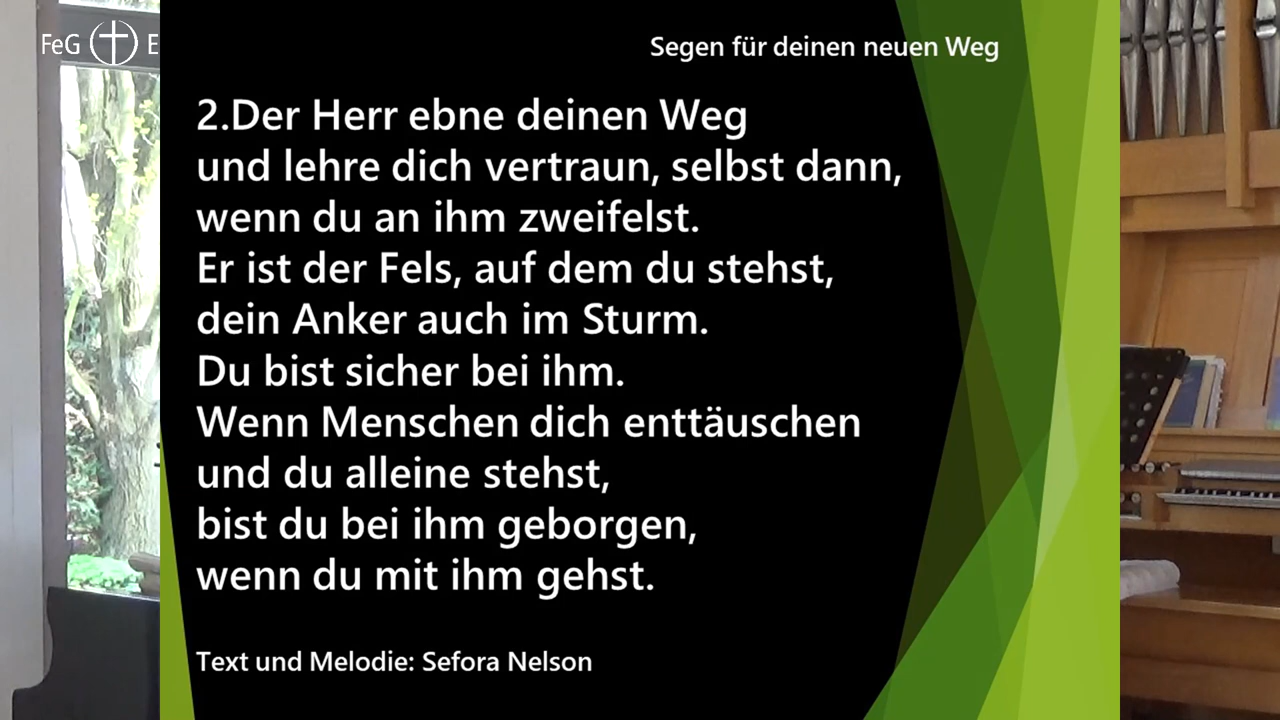 FeG E
Segen für deinen neuen Weg
2.Der Herr ebne deinen Weg
und lehre dich vertraun, selbst dann,
wenn du an ihm zweifelst.
Er ist der Fels, auf dem du stehst,
dein Anker auch im Sturm.
Du bist sicher bei ihm.
Wenn Menschen dich enttäuschen
und du alleine stehst,
bist du bei ihm geborgen,
wenn du mit ihm gehst.
Text und Melodie: Sefora Nelson